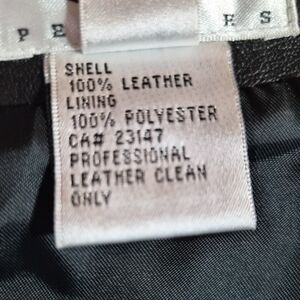 P E E S
SHELL
100% LEATHER
LINING
100% POLYESTER
CA# 23147
PROFESSIONAL
LEATHER CLEAN
ONLY